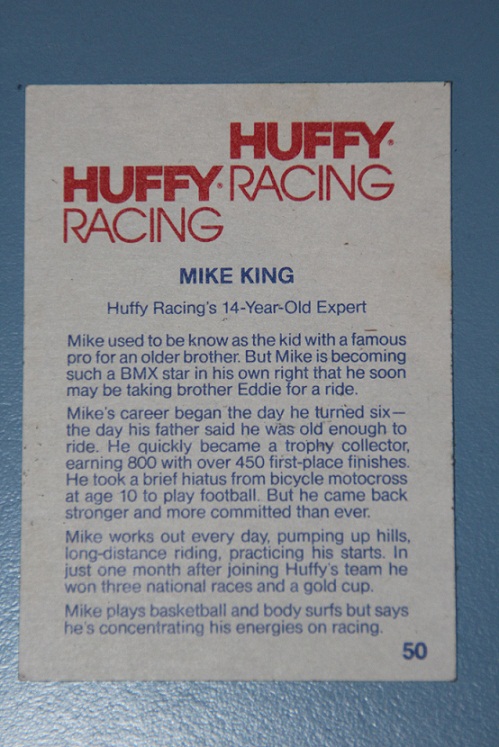 HUFFY®
HUFFY® RACING
RACING
MIKE KING
Huffy Racing's 14-Year-Old Expert
Mike used to be know as the kid with a famous
pro for an older brother. But Mike is becoming
such a BMX star in his own right that he soon
may be taking brother Eddie for a ride.
Mike's career began the day he turned six—
the day his father said he was old enough to
ride. He quickly became a trophy collector,
earning 800 with over 450 first-place finishes.
He took a brief hiatus from bicycle motocross
at age 10 to play football. But he came back
stronger and more committed than ever.
Mike works out every day, pumping up hills,
long-distance riding, practicing his starts. In
just one month after joining Huffy's team he
won three national races and a gold cup.
Mike plays basketball and body surfs but says
he's concentrating his energies on racing.
50